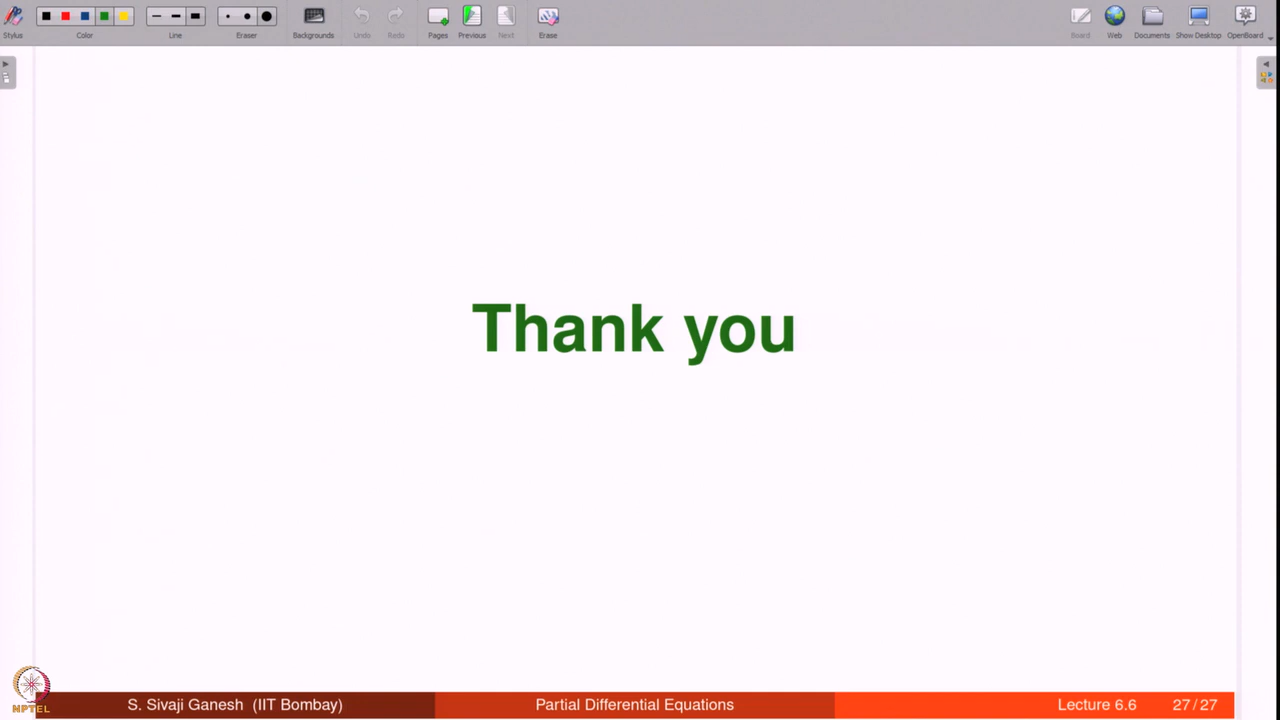 Stylus
Color
Line
Eraser
Backgrounds
Undo
Redo
Pages
Previous
Next
Erase
Board
Web
Documents
Show Desktop
OpenBoard
Thank you
NPTEL
S. Sivaji Ganesh (IIT Bombay)
Partial Differential Equations
Lecture 6.6
27/27